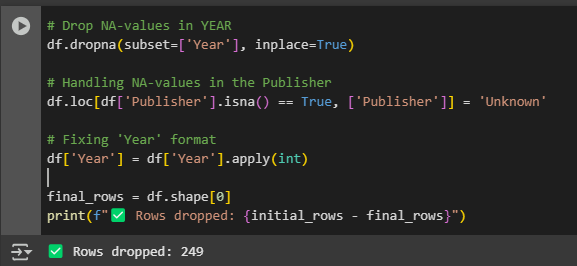 # Drop NA-values in YEAR
df.dropna(subset=['Year'], inplace=True)
# Handling NA-values in the Publisher
df.loc[df['Publisher'].isna() == True, ['Publisher']] = 'Unknown'
# Fixing 'Year' format
df['Year'] = df['Year'].apply(int)
final_rows = df.shape[0]
print(f"✅ Rows dropped: {initial_rows - final_rows}")
✅ Rows dropped: 249